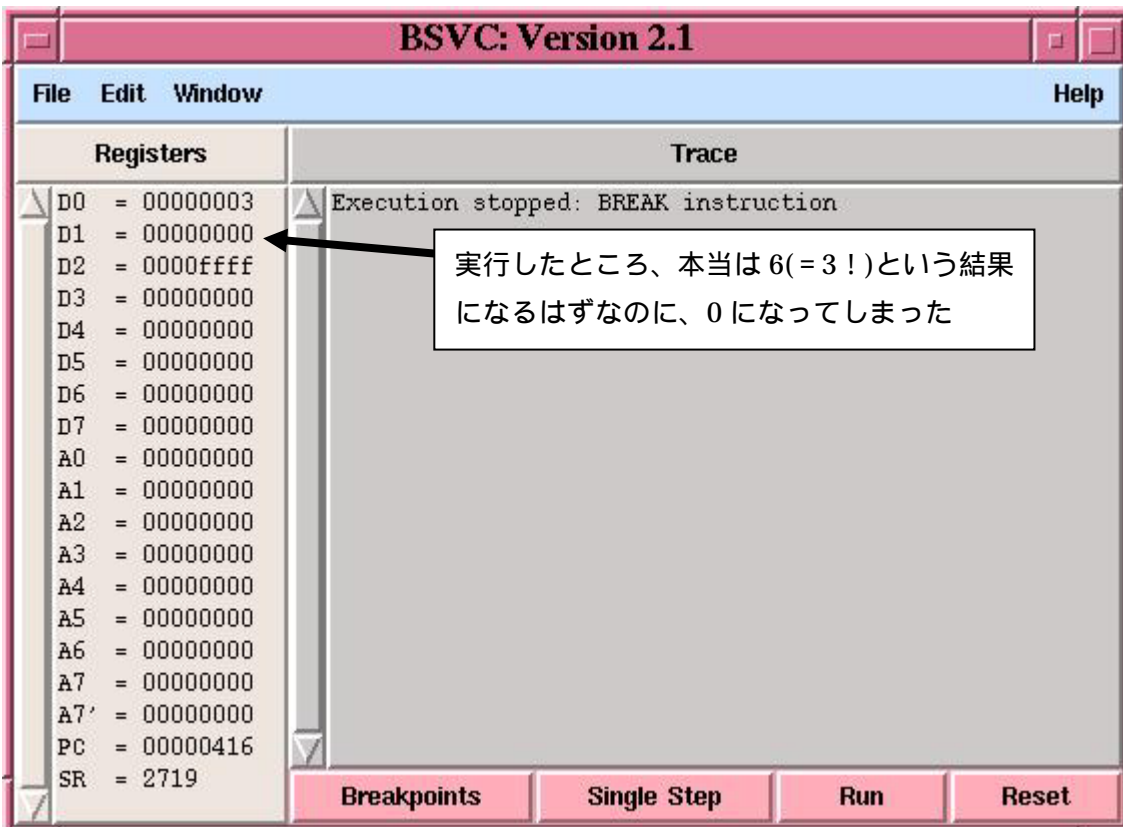 BSVC: Version 2.1
File Edit Window Help
Registers
Trace
D0 = 00000003
D1 = 00000000
D2 = 0000ffff
D3 = 00000000
D4 = 00000000
D5 = 00000000
D6 = 00000000
D7 = 00000000
A0 = 00000000
A1 = 00000000
A2 = 00000000
A3 = 00000000
A4 = 00000000
A5 = 00000000
A6 = 00000000
A7 = 00000000
A7' = 00000000
PC = 00000416
SR = 2719
Execution stopped: BREAK instruction
実行したところ、本当は 6(=3！)という結果
になるはずなのに、0 になってしまった
Breakpoints Single Step Run Reset